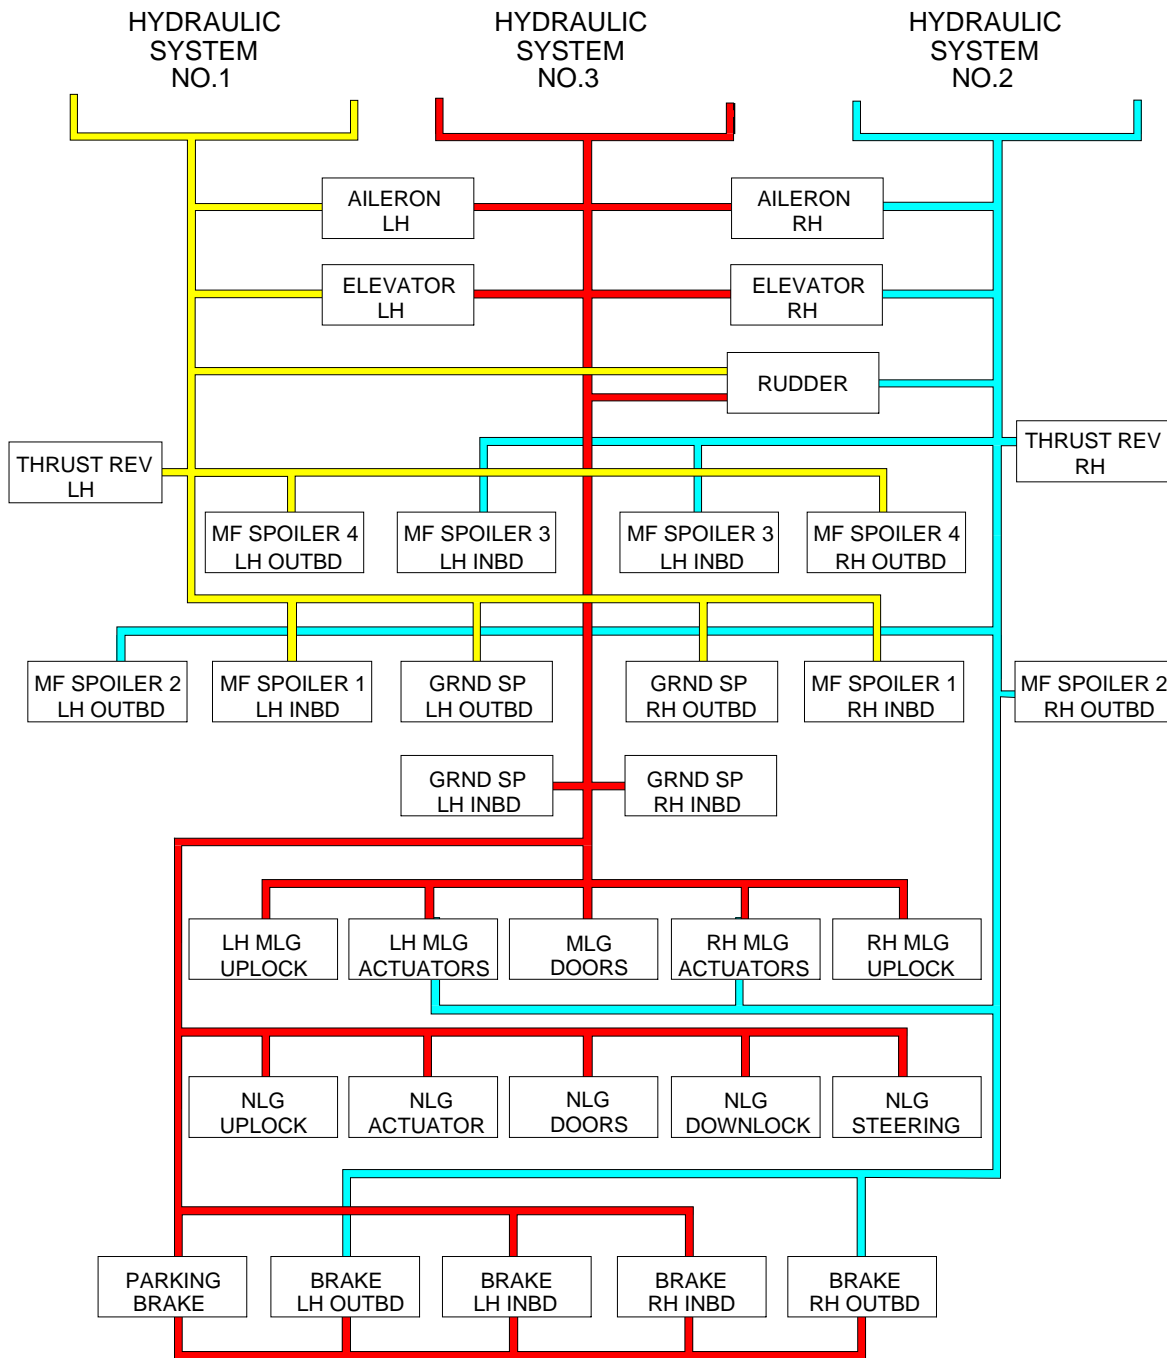 HYDRAULIC
SYSTEM
NO.1
HYDRAULIC
SYSTEM
NO.3
HYDRAULIC
SYSTEM
NO.2
AILERON
LH
AILERON
RH
ELEVATOR
LH
ELEVATOR
RH
RUDDER
THRUST REV
LH
THRUST REV
RH
MF SPOILER 4
LH OUTBD
MF SPOILER 3
LH INBD
MF SPOILER 3
LH INBD
MF SPOILER 4
RH OUTBD
MF SPOILER 2
LH OUTBD
MF SPOILER 1
LH INBD
GRND SP
LH OUTBD
GRND SP
RH OUTBD
MF SPOILER 1
RH INBD
MF SPOILER 2
RH OUTBD
GRND SP
LH INBD
GRND SP
RH INBD
LH MLG
UPLOCK
LH MLG
ACTUATORS
MLG
DOORS
RH MLG
ACTUATORS
RH MLG
UPLOCK
NLG
UPLOCK
NLG
ACTUATOR
NLG
DOORS
NLG
DOWNLOCK
NLG
STEERING
PARKING
BRAKE
BRAKE
LH OUTBD
BRAKE
LH INBD
BRAKE
RH INBD
BRAKE
RH OUTBD